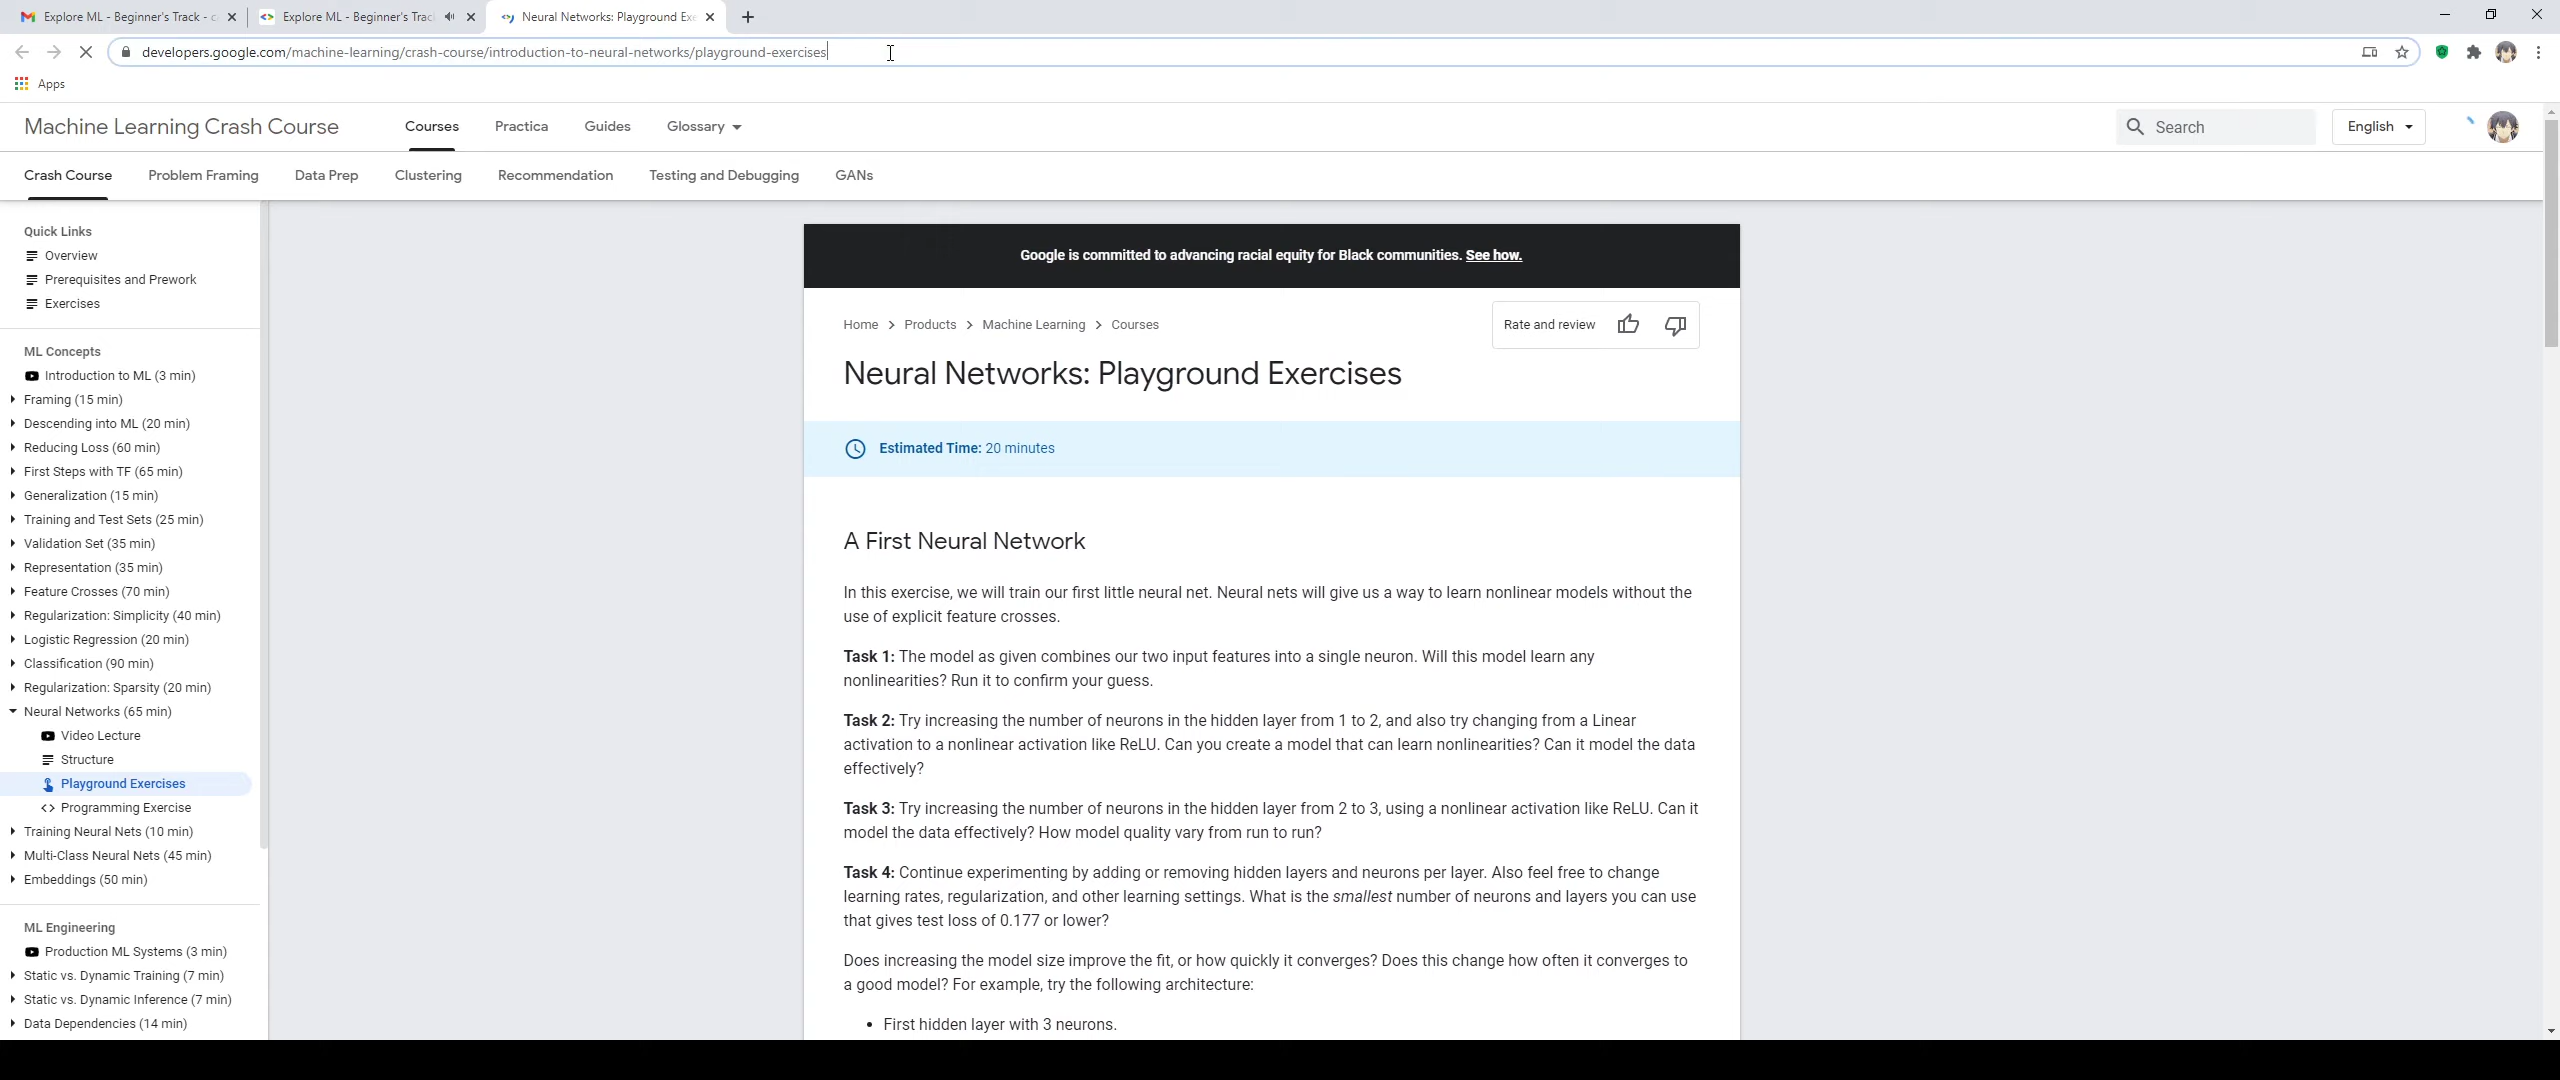 Explore ML - Beginner's Track - c
Explore ML - Beginner's Trac
Neural Networks: Playground Exe
developers.google.com/machine-learning/crash-course/introduction-to-neural-networks/playground-exercises
Apps
Machine Learning Crash Course
Courses
Practica
Guides
Glossary
Search
English
Crash Course
Problem Framing
Data Prep
Clustering
Recommendation
Testing and Debugging
GANs
Quick Links
Overview
Prerequisites and Prework
Exercises
ML Concepts
Introduction to ML (3 min)
Framing (15 min)
Descending into ML (20 min)
Reducing Loss (60 min)
First Steps with TF (65 min)
Generalization (15 min)
Training and Test Sets (25 min)
Validation Set (35 min)
Representation (35 min)
Feature Crosses (70 min)
Regularization: Simplicity (40 min)
Logistic Regression (20 min)
Classification (90 min)
Regularization: Sparsity (20 min)
Neural Networks (65 min)
Video Lecture
Structure
Playground Exercises
Programming Exercise
Training Neural Nets (10 min)
Multi-Class Neural Nets (45 min)
Embeddings (50 min)
ML Engineering
Production ML Systems (3 min)
Static vs. Dynamic Training (7 min)
Static vs. Dynamic Inference (7 min)
Data Dependencies (14 min)
Google is committed to advancing racial equity for Black communities. See how.
Home > Products > Machine Learning > Courses
Rate and review
Neural Networks: Playground Exercises
Estimated Time: 20 minutes
A First Neural Network
In this exercise, we will train our first little neural net. Neural nets will give us a way to learn nonlinear models without the
use of explicit feature crosses.
Task 1: The model as given combines our two input features into a single neuron. Will this model learn any
nonlinearities? Run it to confirm your guess.
Task 2: Try increasing the number of neurons in the hidden layer from 1 to 2, and also try changing from a Linear
activation to a nonlinear activation like ReLU. Can you create a model that can learn nonlinearities? Can it model the data
effectively?
Task 3: Try increasing the number of neurons in the hidden layer from 2 to 3, using a nonlinear activation like ReLU. Can it
model the data effectively? How model quality vary from run to run?
Task 4: Continue experimenting by adding or removing hidden layers and neurons per layer. Also feel free to change
learning rates, regularization, and other learning settings. What is the smallest number of neurons and layers you can use
that gives test loss of 0.177 or lower?
Does increasing the model size improve the fit, or how quickly it converges? Does this change how often it converges to
a good model? For example, try the following architecture:
• First hidden layer with 3 neurons.